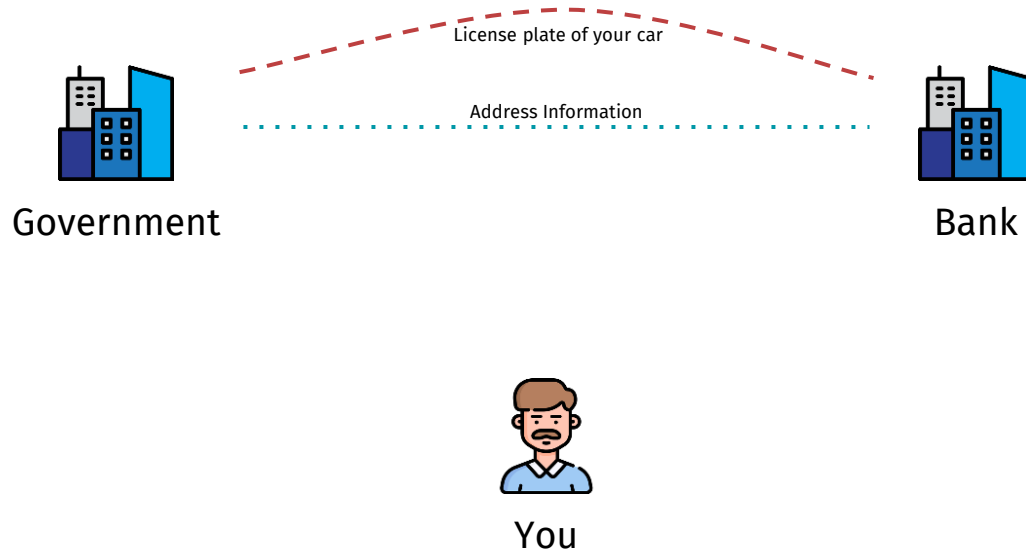 License plate of your car
Address Information
Government
Bank
You